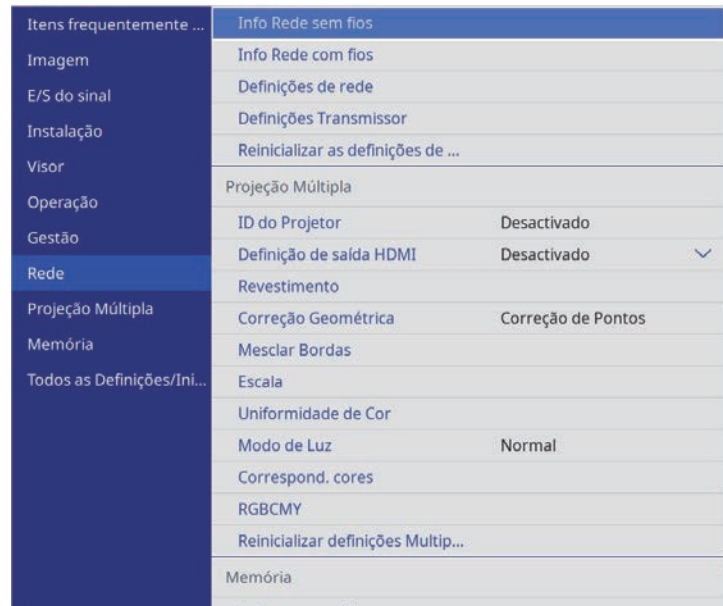 Itens frequentemente ...
Imagem
E/S do sinal
Instalação
Visor
Operação
Gestão
Rede
Projeção Múltipla
Memória
Todos as Definições/Ini...
Info Rede sem fios
Info Rede com fios
Definições de rede
Definições Transmissor
Reinicializar as definições de ...
Projeção Múltipla
ID do Projetor Desactivado
Definição de saída HDMI Desactivado
Revestimento
Correção Geométrica Correção de Pontos
Mesclar Bordas
Escala
Uniformidade de Cor
Modo de Luz Normal
Correspond. cores
RGBCMY
Reinicializar definições Multip...
Memória